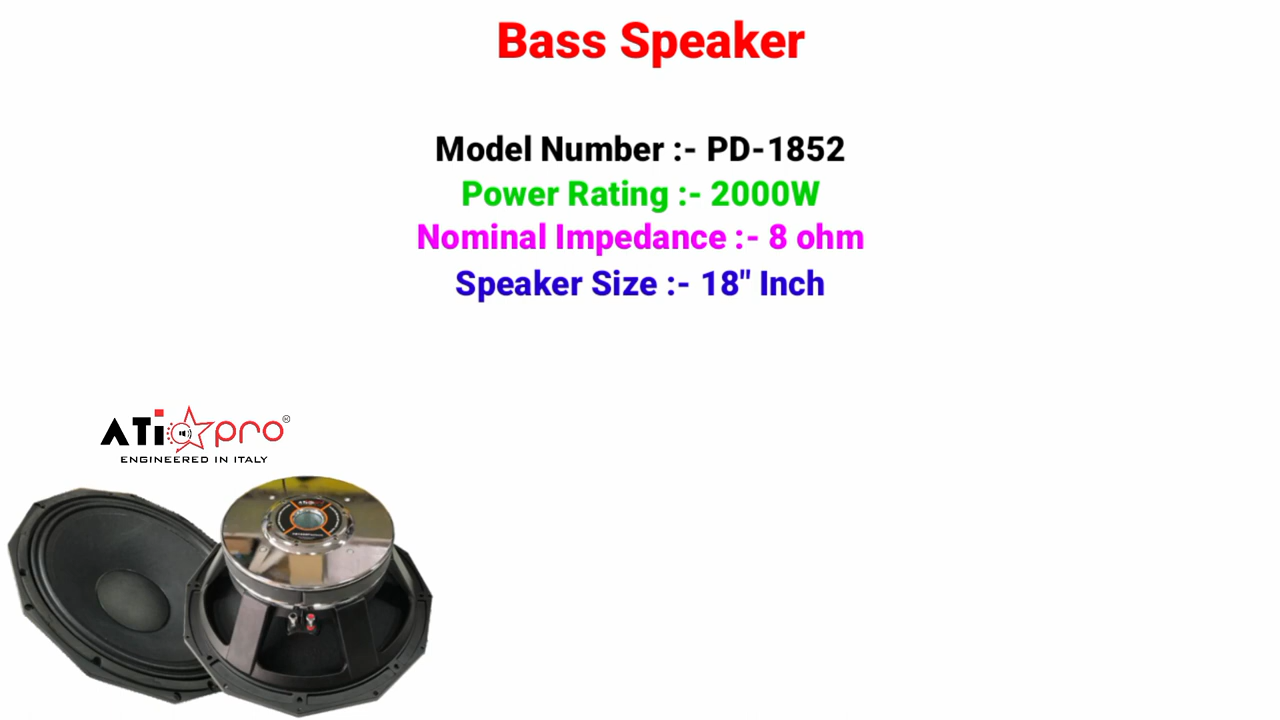 Bass Speaker
Model Number :- PD-1852
Power Rating :- 2000W
Nominal Impedance :- 8 ohm
Speaker Size :- 18" Inch
ATi pro ®
ENGINEERED IN ITALY